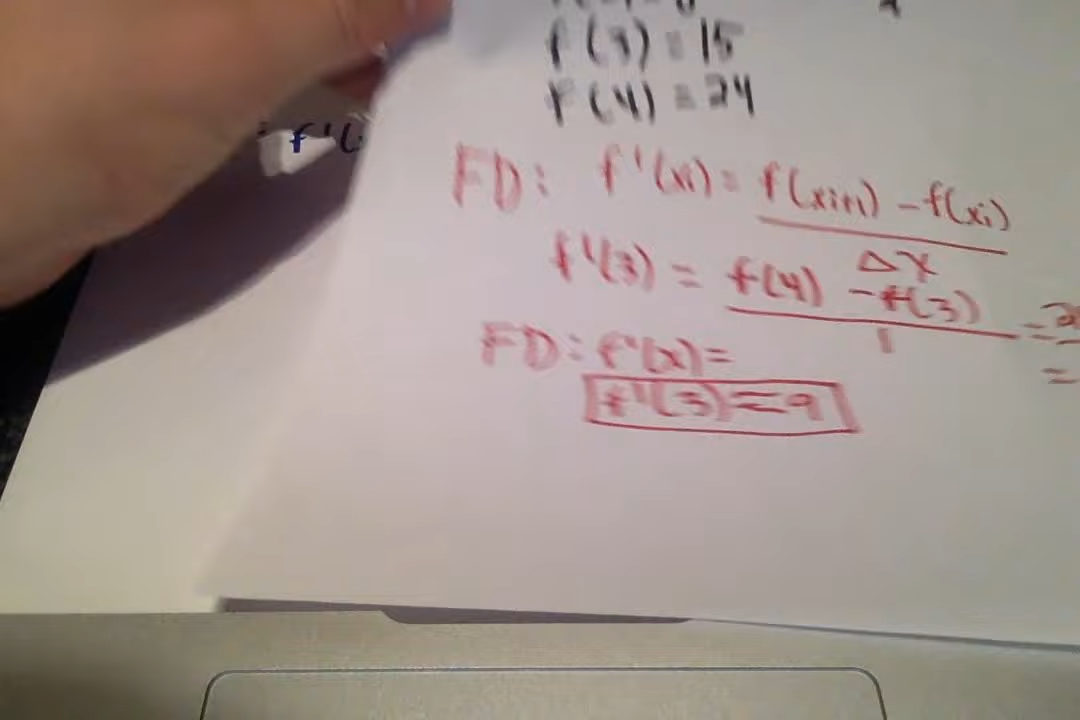 f(3) = 15
f(4) = 24
f'(
FD: f'(xi) = f(xi+1) - f(xi)
Δx
f'(3) = f(4) - f(3)
1
=
FD: f'(x) =
f'(3) = 9